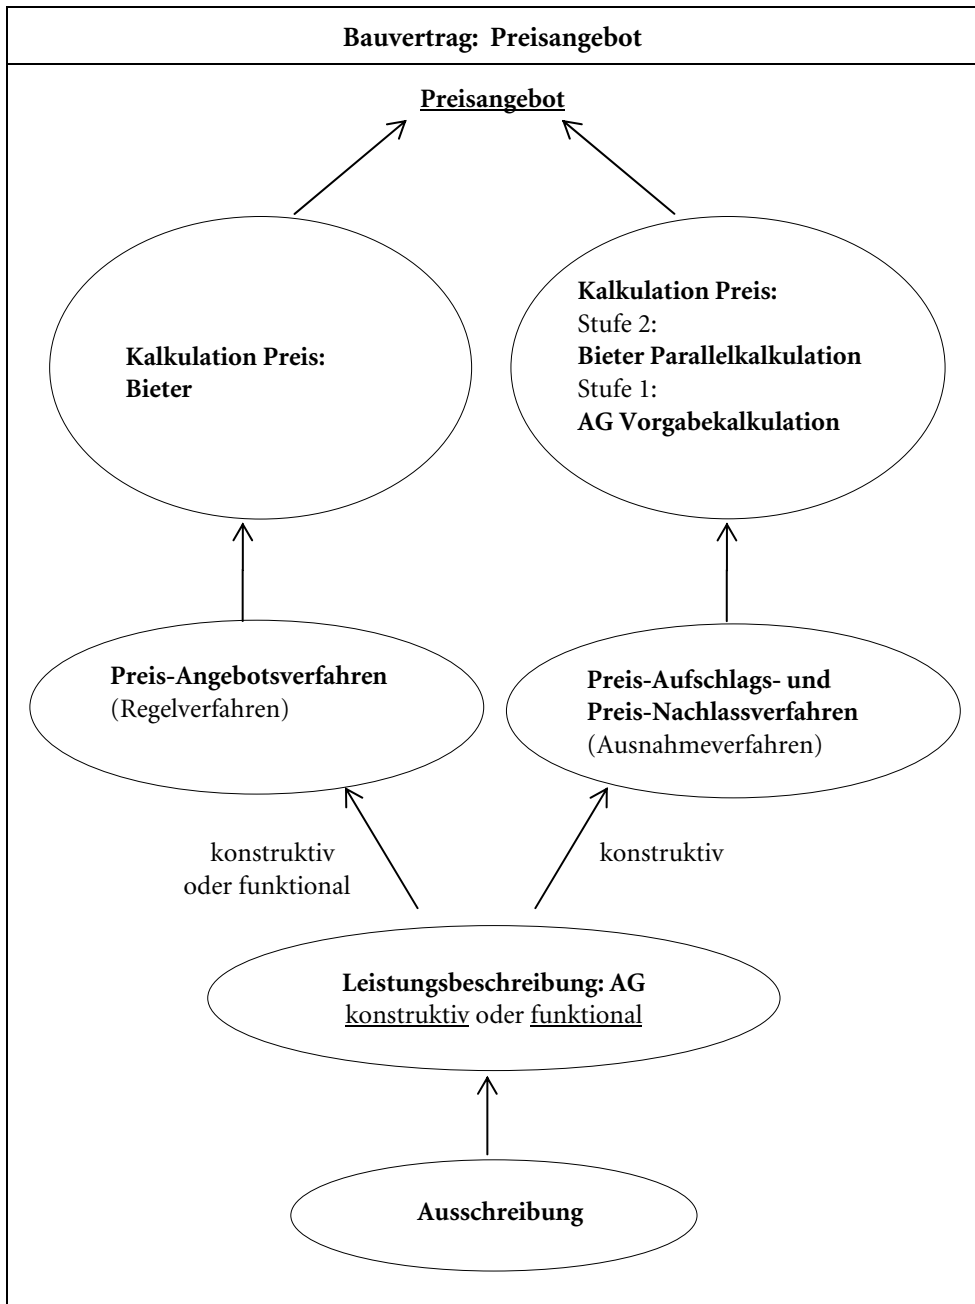 Bauvertrag: Preisangebot
Preisangebot
Kalkulation Preis:
Bieter
Kalkulation Preis:
Stufe 2:
Bieter Parallelkalkulation
Stufe 1:
AG Vorgabekalkulation
Preis-Angebotsverfahren
(Regelverfahren)
Preis-Aufschlags- und
Preis-Nachlassverfahren
(Ausnahmeverfahren)
konstruktiv
oder funktional
konstruktiv
Leistungsbeschreibung: AG
konstruktiv oder funktional
Ausschreibung